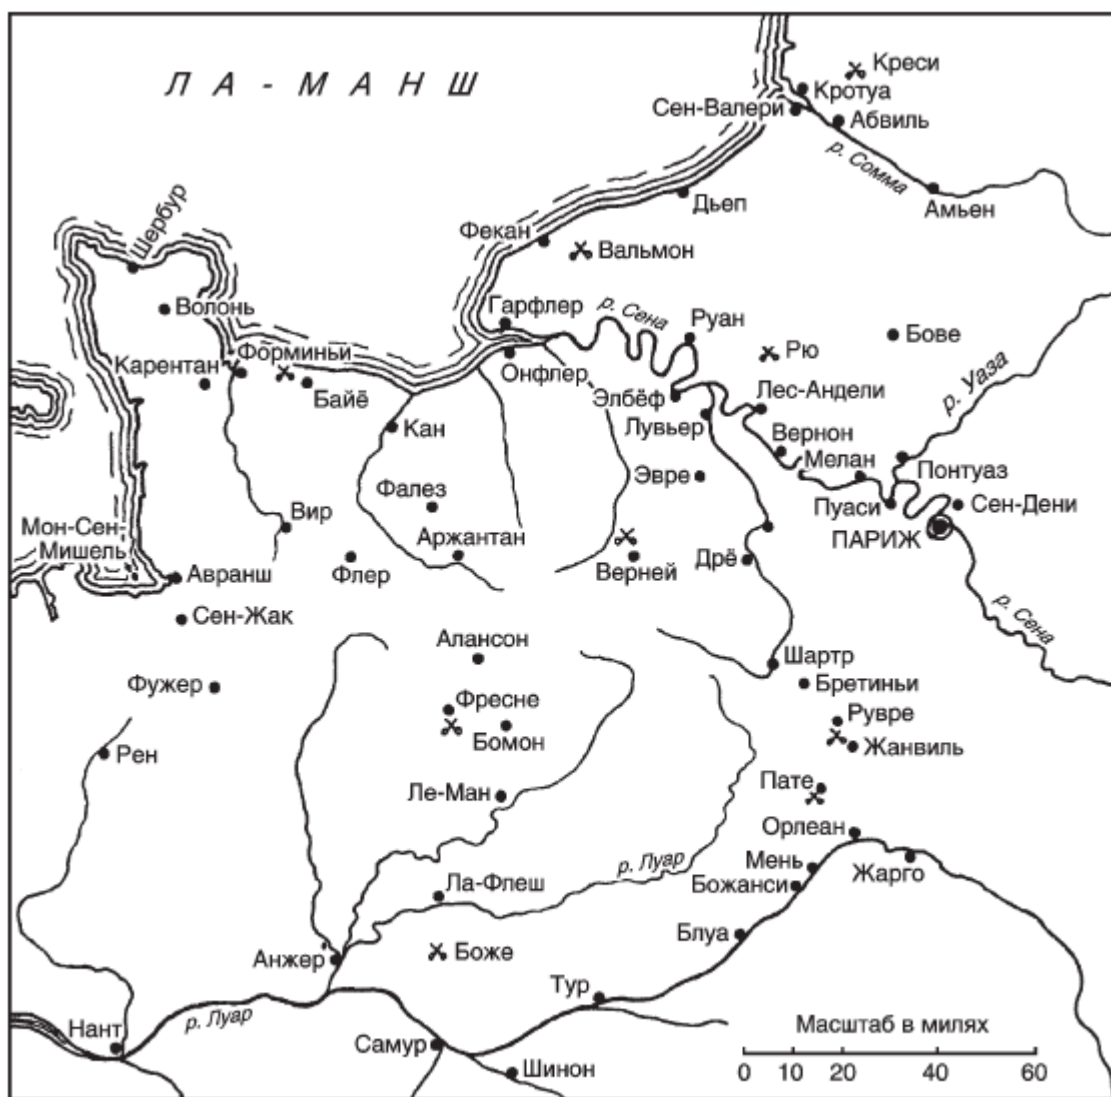 ЛА-МАНШ
Креси
Кротуа
Сен-Валери
Абвиль
р. Сомма
Амьен
Дьеп
Фекан
Вальмон
Шербур
Волонь
Гарфлер
р. Сена
Руан
Бове
Форминьи
Карентан
Байё
Онфлер
Рю
р. Уаза
Элбёф
Лес-Андели
Лувьер
Кан
Вернон
Мелан
Понтуаз
Эвре
Фалез
Пуаси
Сен-Дени
Вир
Мон-Сен-
Мишель
Аржантан
ПАРИЖ
Авранш
Флер
Верней
Дрё
Сен-Жак
р. Сена
Алансон
Шартр
Фужер
Бретиньи
Фресне
Рувре
Бомон
Жанвиль
Рен
Пате
Ле-Ман
Орлеан
Мень
р. Луар
Жарго
Ла-Флеш
Божанси
Блуа
Анжер
Боже
Тур
р. Луар
Нант
Масштаб в милях
Самур
Шинон
0 10 20 40 60